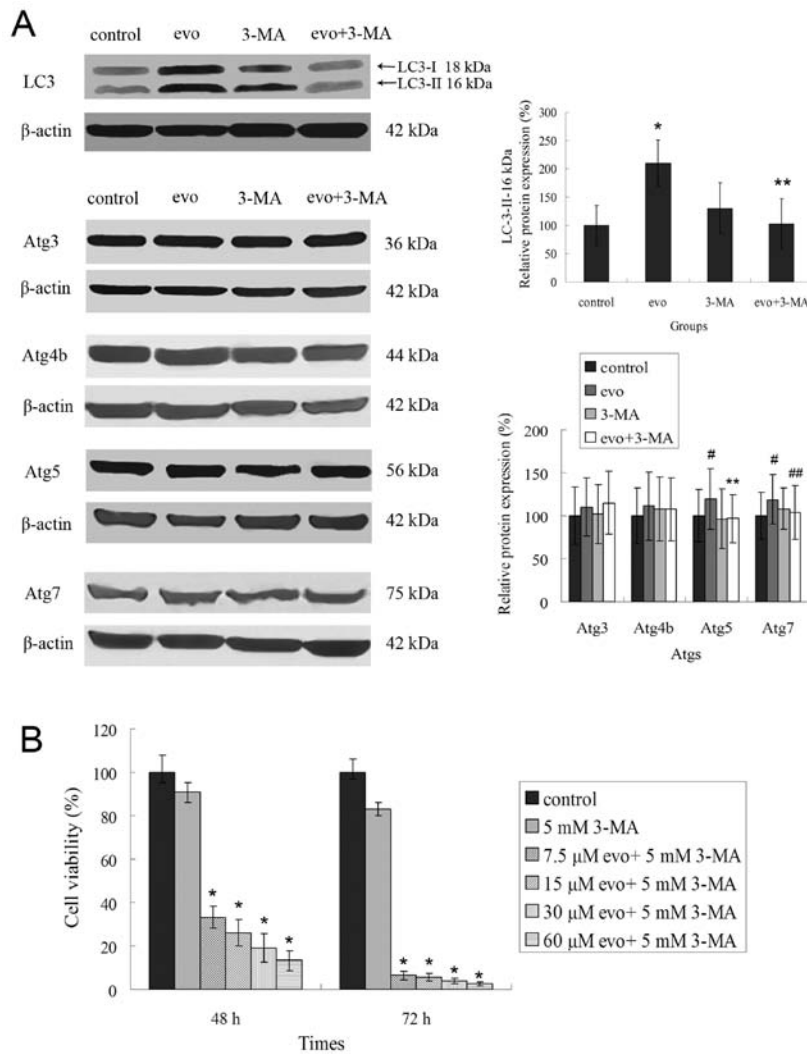 A
control evo 3-MA evo+3-MA
LC3
←LC3-I 18 kDa
←LC3-II 16 kDa
β-actin 42 kDa
control evo 3-MA evo+3-MA
Atg3 36 kDa
β-actin 42 kDa
Atg4b 44 kDa
β-actin 42 kDa
Atg5 56 kDa
β-actin 42 kDa
Atg7 75 kDa
β-actin 42 kDa
LC-3-II-16 kDa
Relative protein expression (%)
300
250
200
150
100
50
0
*
**
control evo 3-MA evo+3-MA
Groups
control
evo
3-MA
evo+3-MA
Relative protein expression (%)
200
150
100
50
0
# ** # ##
Atg3 Atg4b Atg5 Atg7
Atgs
B
Cell viability (%)
120
100
80
60
40
20
0
* * * * * * * *
48 h 72 h
Times
control
5 mM 3-MA
7.5 μM evo+ 5 mM 3-MA
15 μM evo+ 5 mM 3-MA
30 μM evo+ 5 mM 3-MA
60 μM evo+ 5 mM 3-MA